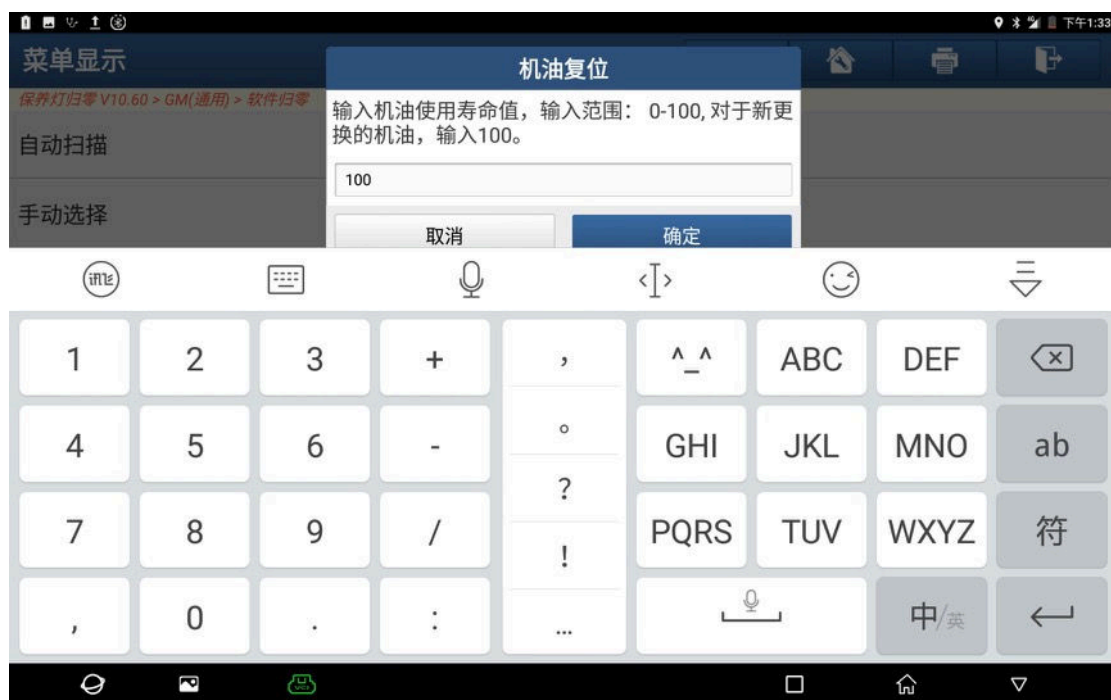 下午1:33
菜单显示
机油复位
保养灯归零 V10.60 > GM(通用) > 软件归零
输入机油使用寿命值，输入范围： 0-100, 对于新更
换的机油，输入100。
自动扫描
100
手动选择
取消
确定
讯飞
1 2 3 + ， ^_^ ABC DEF
4 5 6 - 。 GHI JKL MNO ab
7 8 9 / ？ PQRS TUV WXYZ 符
, 0 . : ！ 中/英
...
VCI